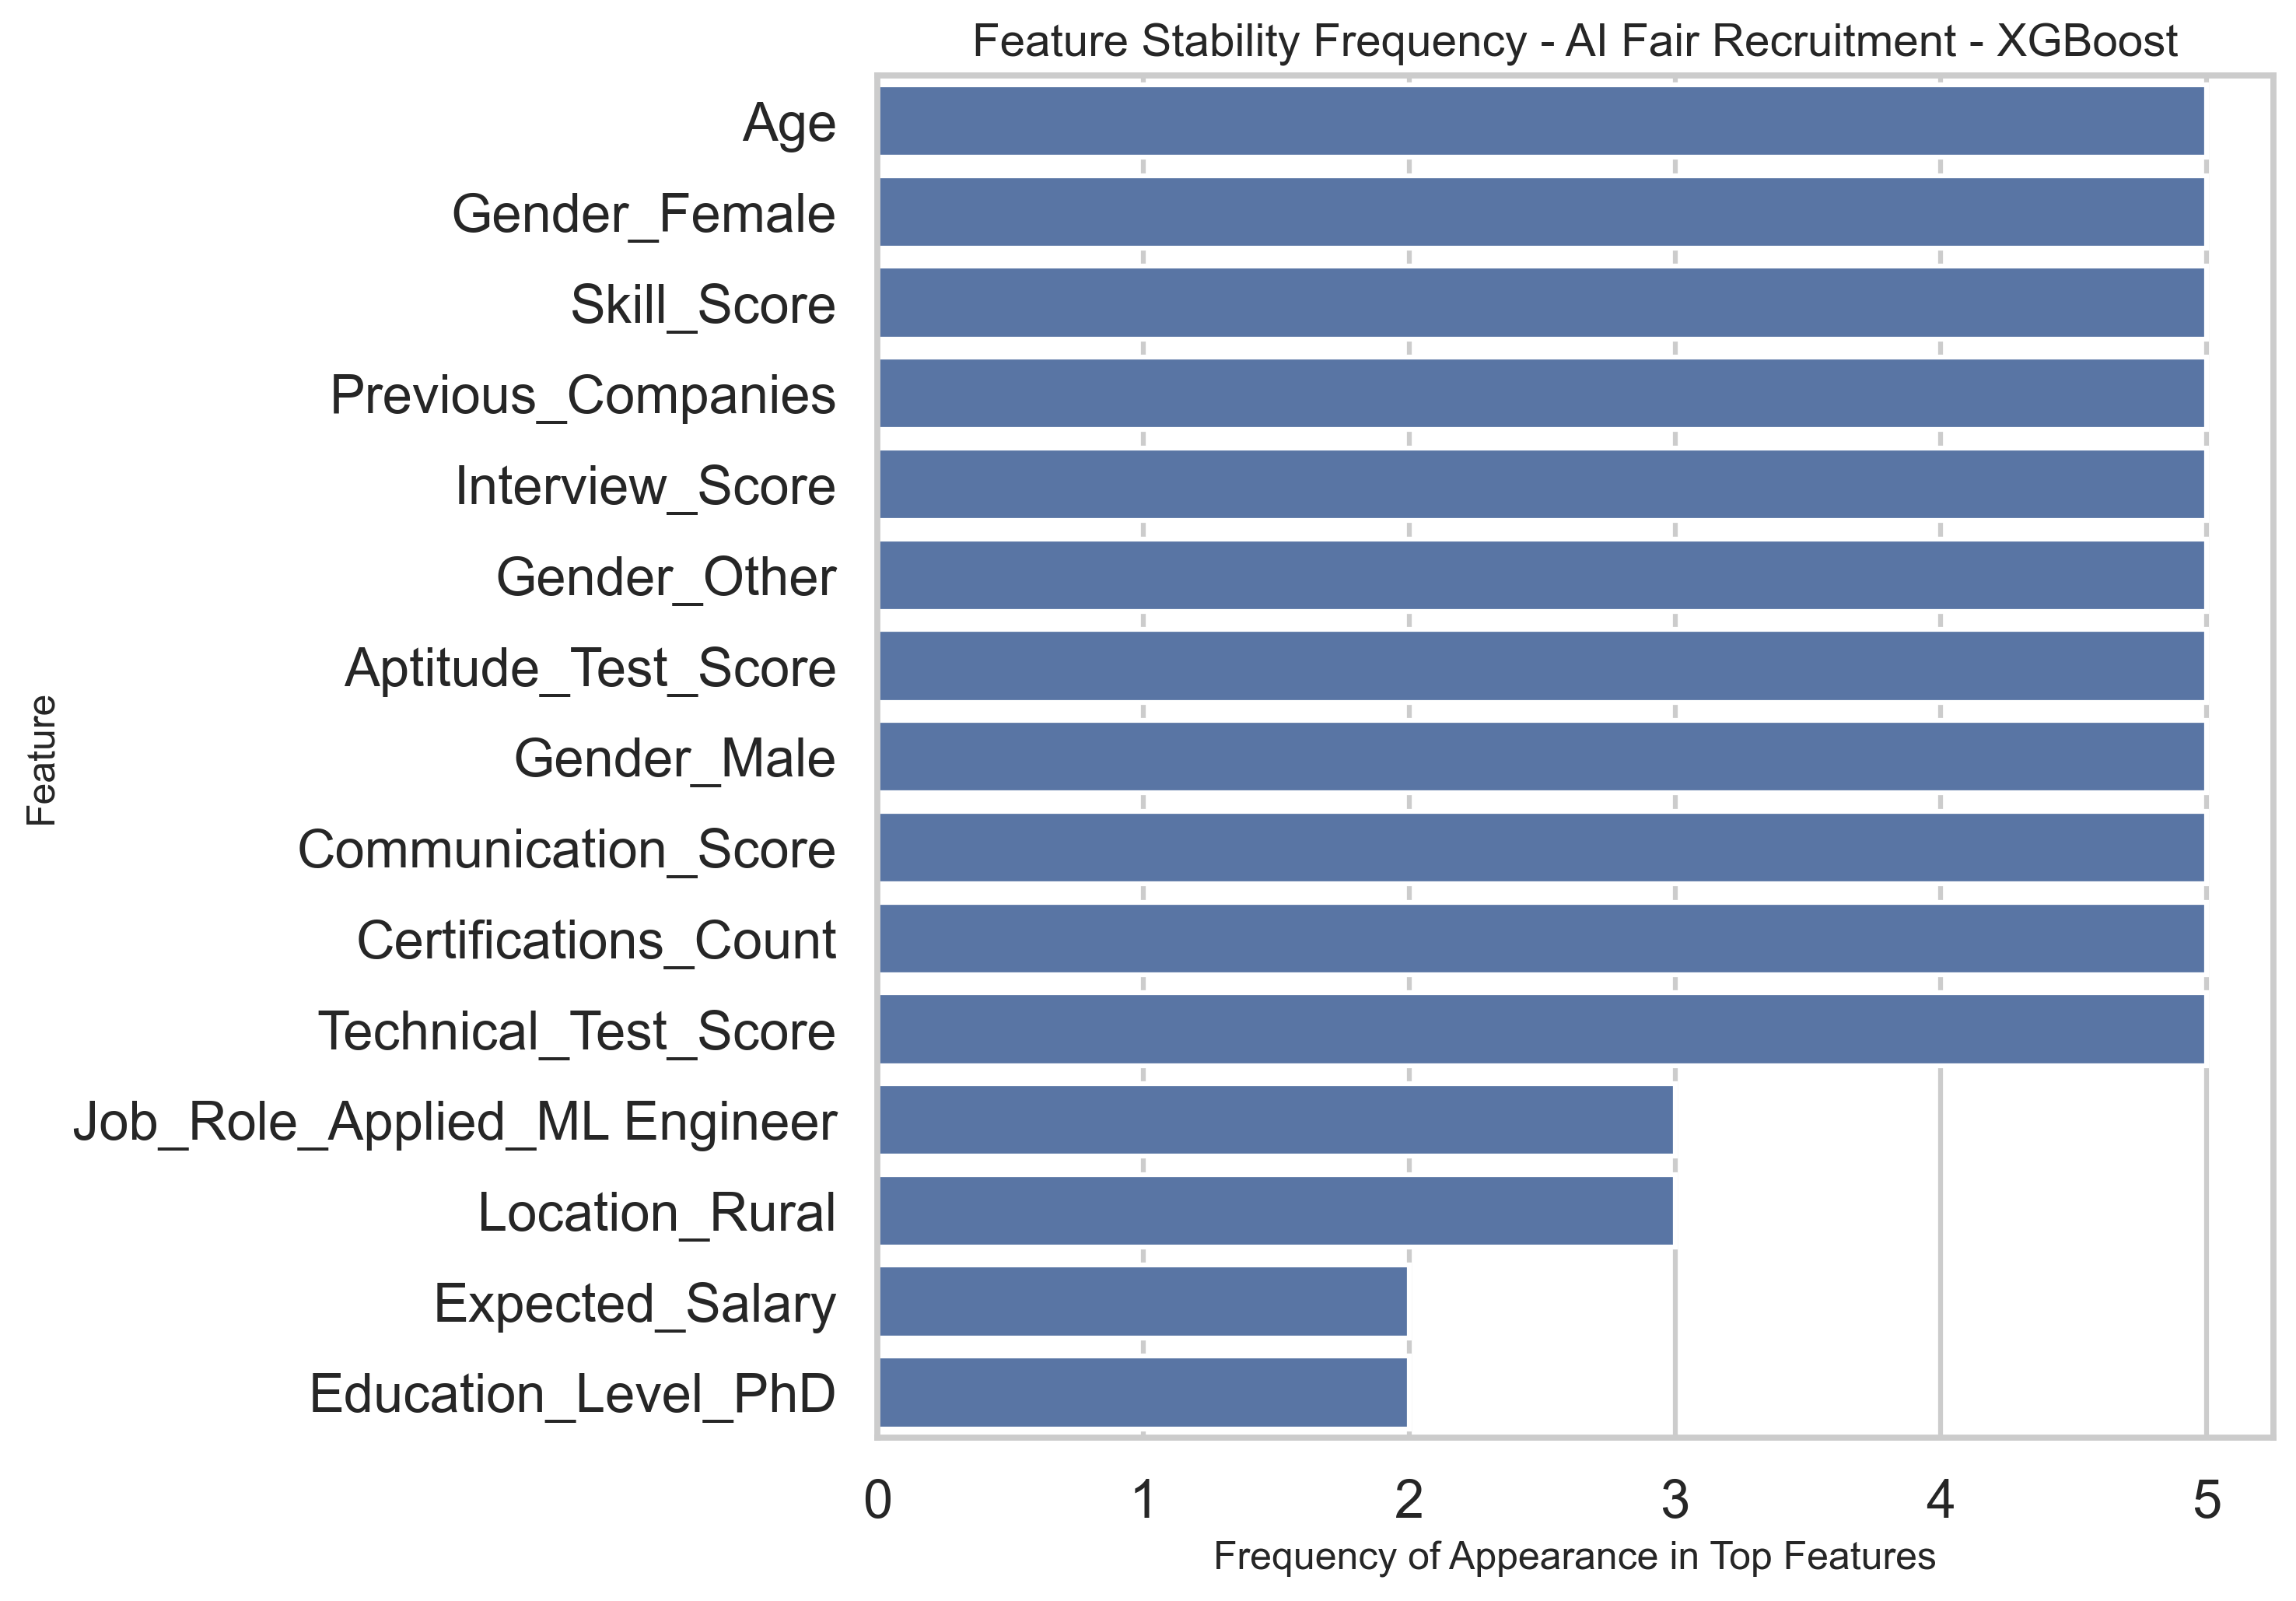 Feature Stability Frequency - AI Fair Recruitment - XGBoost
Age
Gender_Female
Skill_Score
Previous_Companies
Interview_Score
Gender_Other
Aptitude_Test_Score
Gender_Male
Communication_Score
Certifications_Count
Technical_Test_Score
Job_Role_Applied_ML Engineer
Location_Rural
Expected_Salary
Education_Level_PhD
Feature
0 1 2 3 4 5
Frequency of Appearance in Top Features